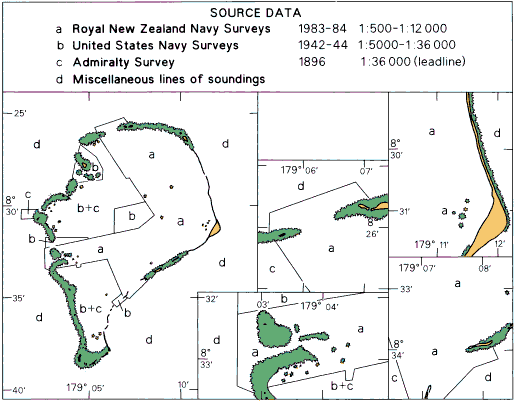 SOURCE DATA
a Royal New Zealand Navy Surveys 1983-84 1:500-1:12 000
b United States Navy Surveys 1942-44 1:5000-1:36 000
c Admiralty Survey 1896 1:36 000 (leadline)
d Miscellaneous lines of soundings
25'
d
d
a
b
c
8°
30'
b+c
b
a
b
a
d
35'
d
b+c
b
d
40'
179° 05'
10'
179° 06'
07'
d
a
8°
26'
c
a
d
8°
30'
31'
a
179° 11'
12'
32'
03'
179° 04'
b
a
a
8°
33'
b+c
179° 07'
08'
33'
a
a
8°
34'
c
d